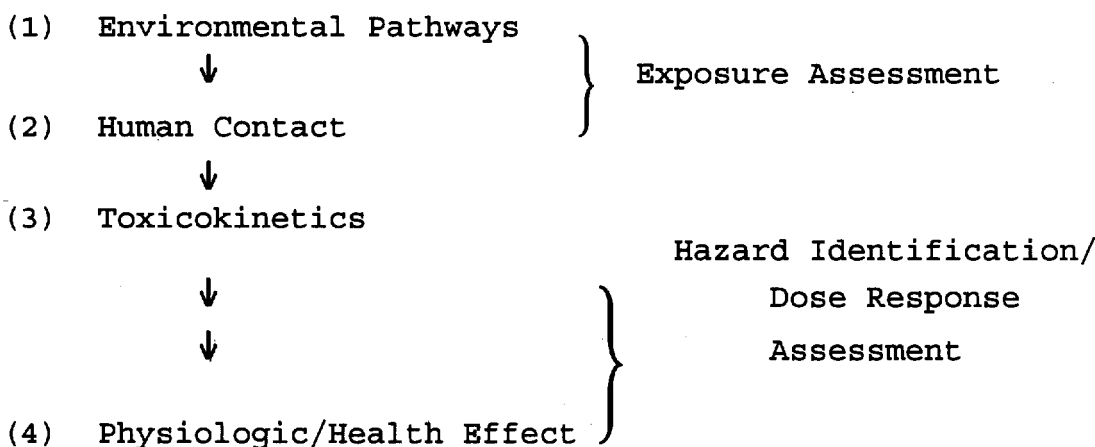 (1) Environmental Pathways
↓
Exposure Assessment
(2) Human Contact
↓
(3) Toxicokinetics
Hazard Identification/
↓
Dose Response
↓
Assessment
(4) Physiologic/Health Effect